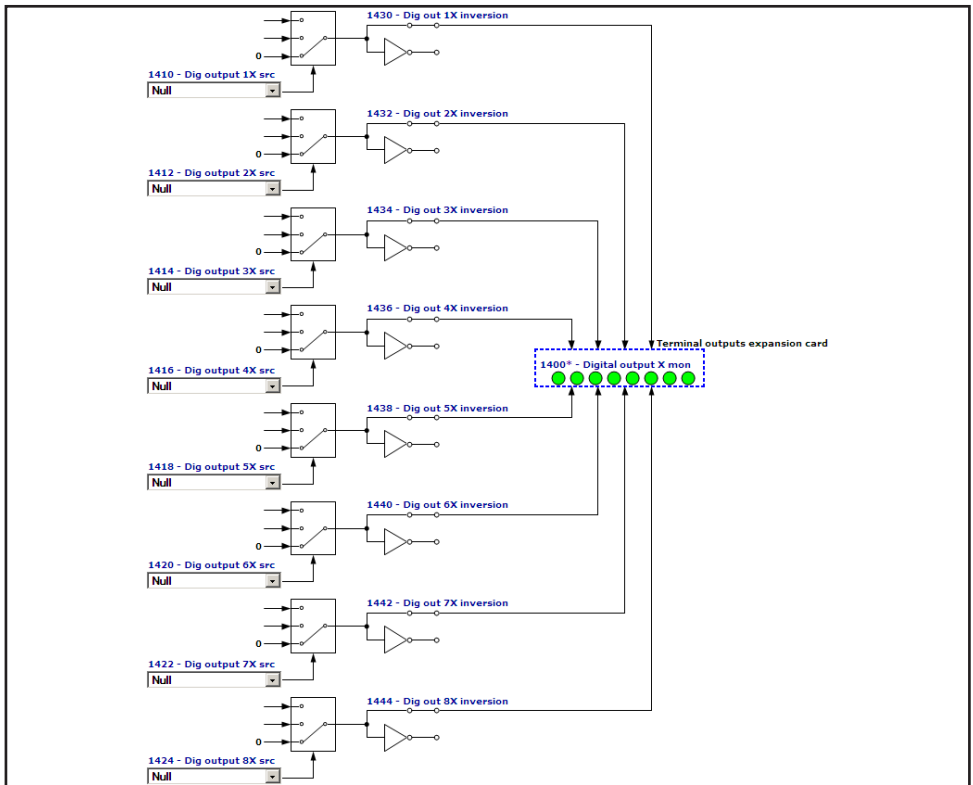 1430 - Dig out 1X inversion
0
1410 - Dig output 1X src
Null
1432 - Dig out 2X inversion
0
1412 - Dig output 2X src
Null
1434 - Dig out 3X inversion
0
1414 - Dig output 3X src
Null
1436 - Dig out 4X inversion
0
1416 - Dig output 4X src
Null
Terminal outputs expansion card
1400* - Digital output X mon
1438 - Dig out 5X inversion
0
1418 - Dig output 5X src
Null
1440 - Dig out 6X inversion
0
1420 - Dig output 6X src
Null
1442 - Dig out 7X inversion
0
1422 - Dig output 7X src
Null
1444 - Dig out 8X inversion
0
1424 - Dig output 8X src
Null